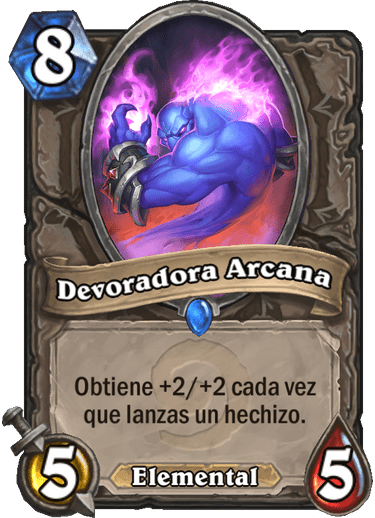 8
Devoradora Arcana
Obtiene +2/+2 cada vez
que lanzas un hechizo.
5
Elemental
5